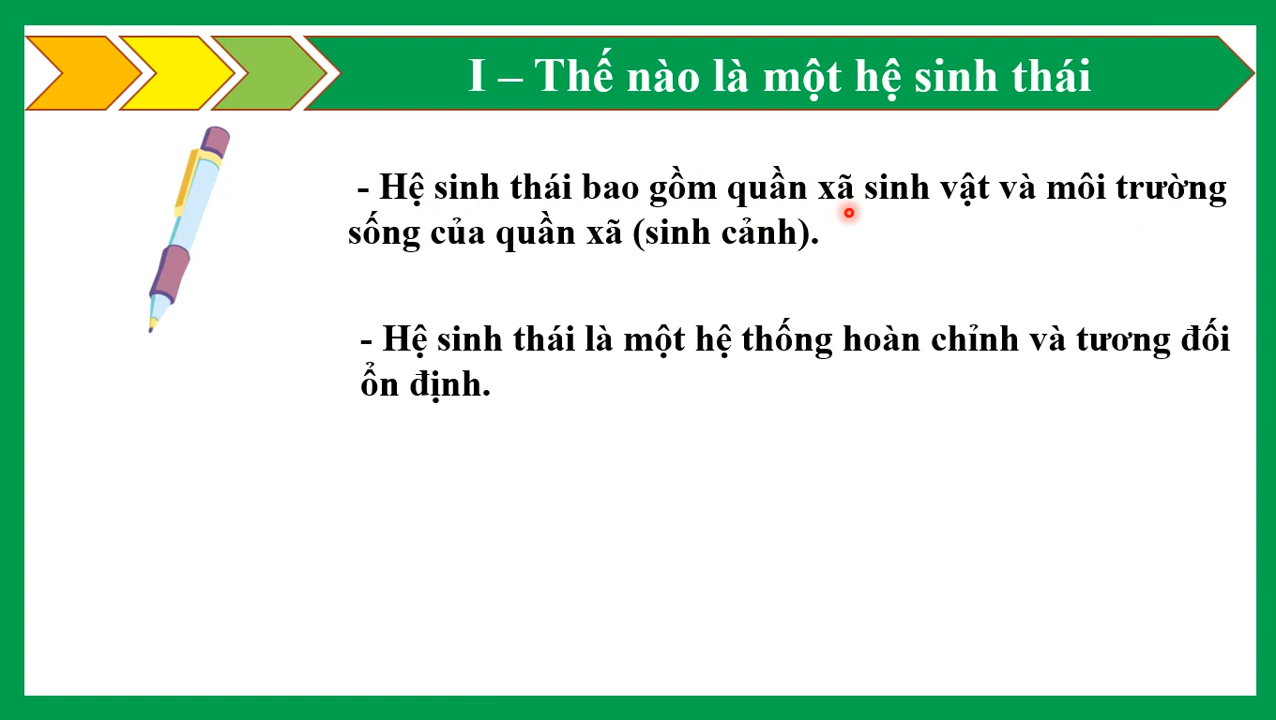 I – Thế nào là một hệ sinh thái
- Hệ sinh thái bao gồm quần xã sinh vật và môi trường
sống của quần xã (sinh cảnh).
- Hệ sinh thái là một hệ thống hoàn chỉnh và tương đối
ổn định.